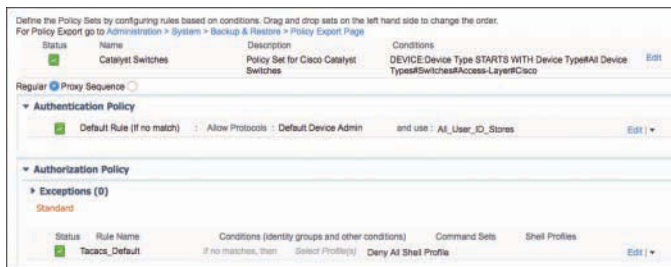 Define the Policy Sets by configuring rules based on conditions. Drag and drop sets on the left hand side to change the order.
For Policy Export go to Administration > System > Backup & Restore > Policy Export Page
Status Name Description Conditions
Catalyst Switches Policy Set for Cisco Catalyst Switches DEVICE:Device Type STARTS WITH Device Type#All Device Types#Switches#Access-Layer#Cisco Edit
Regular Proxy Sequence
Authentication Policy
Default Rule (If no match) : Allow Protocols : Default Device Admin and use : All_User_ID_Stores Edit |
Authorization Policy
Exceptions (0)
Standard
Status Rule Name Conditions (identity groups and other conditions) Command Sets Shell Profiles
Tacacs_Default if no matches, then Select Profile(s) Deny All Shell Profile Edit |